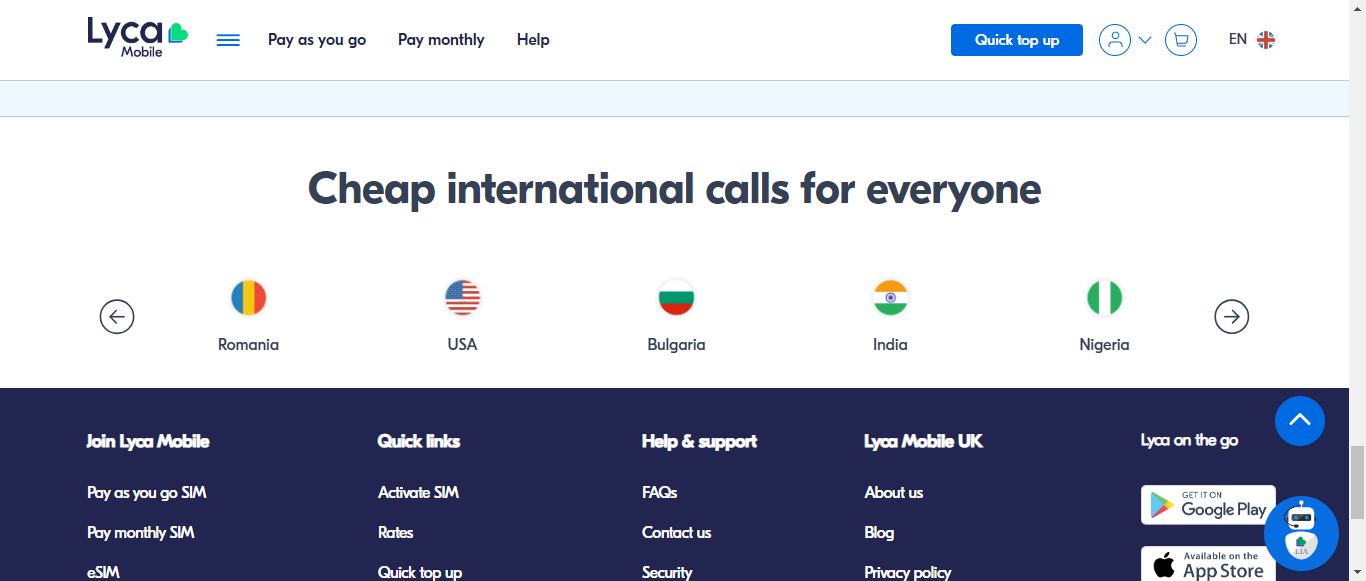 Lyca
Mobile
Pay as you go
Pay monthly
Help
Quick top up
EN
Cheap international calls for everyone
Romania
USA
Bulgaria
India
Nigeria
Join Lyca Mobile
Pay as you go SIM
Pay monthly SIM
eSIM
Quick links
Activate SIM
Rates
Quick top up
Help & support
FAQs
Contact us
Security
Lyca Mobile UK
About us
Blog
Privacy policy
Lyca on the go
GET IT ON
Google Play
Available on the
App Store
LIA